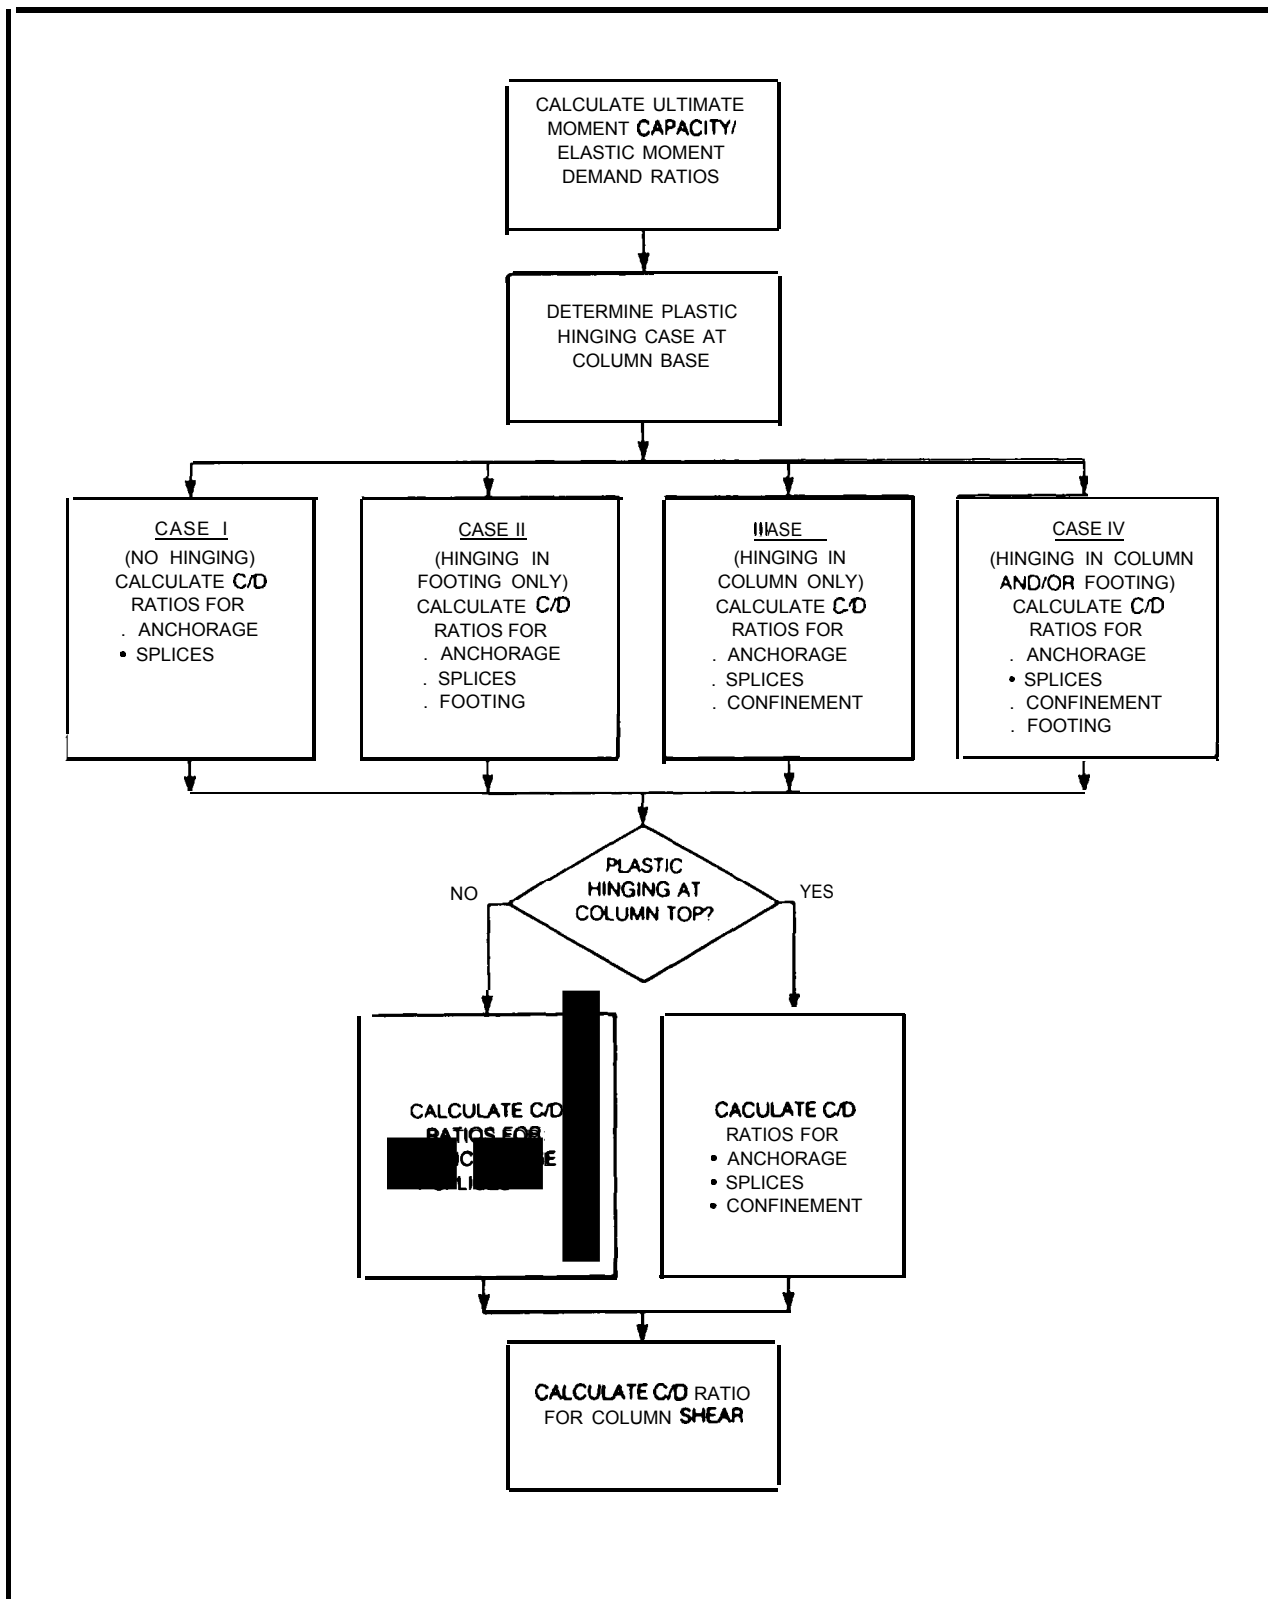 CALCULATE ULTIMATE
MOMENT CAPACITY/
ELASTIC MOMENT
DEMAND RATIOS
DETERMINE PLASTIC
HINGING CASE AT
COLUMN BASE
CASE I
(NO HINGING)
CALCULATE C/D
RATIOS FOR
. ANCHORAGE
• SPLICES
CASE II
(HINGING IN
FOOTING ONLY)
CALCULATE C/D
RATIOS FOR
. ANCHORAGE
. SPLICES
. FOOTING
(HINGING IN
COLUMN ONLY)
CALCULATE C/D
RATIOS FOR
. ANCHORAGE
. SPLICES
. CONFINEMENT
CASE IV
(HINGING IN COLUMN
AND/OR FOOTING)
CALCULATE C/D
RATIOS FOR
. ANCHORAGE
• SPLICES
. CONFINEMENT
. FOOTING
PLASTIC
HINGING AT
COLUMN TOP?
NO
YES
CALCULATE C/D
RATIOS FOR
CACULATE C/D
RATIOS FOR
• ANCHORAGE
• SPLICES
• CONFINEMENT
CALCULATE C/D RATIO
FOR COLUMN SHEAR